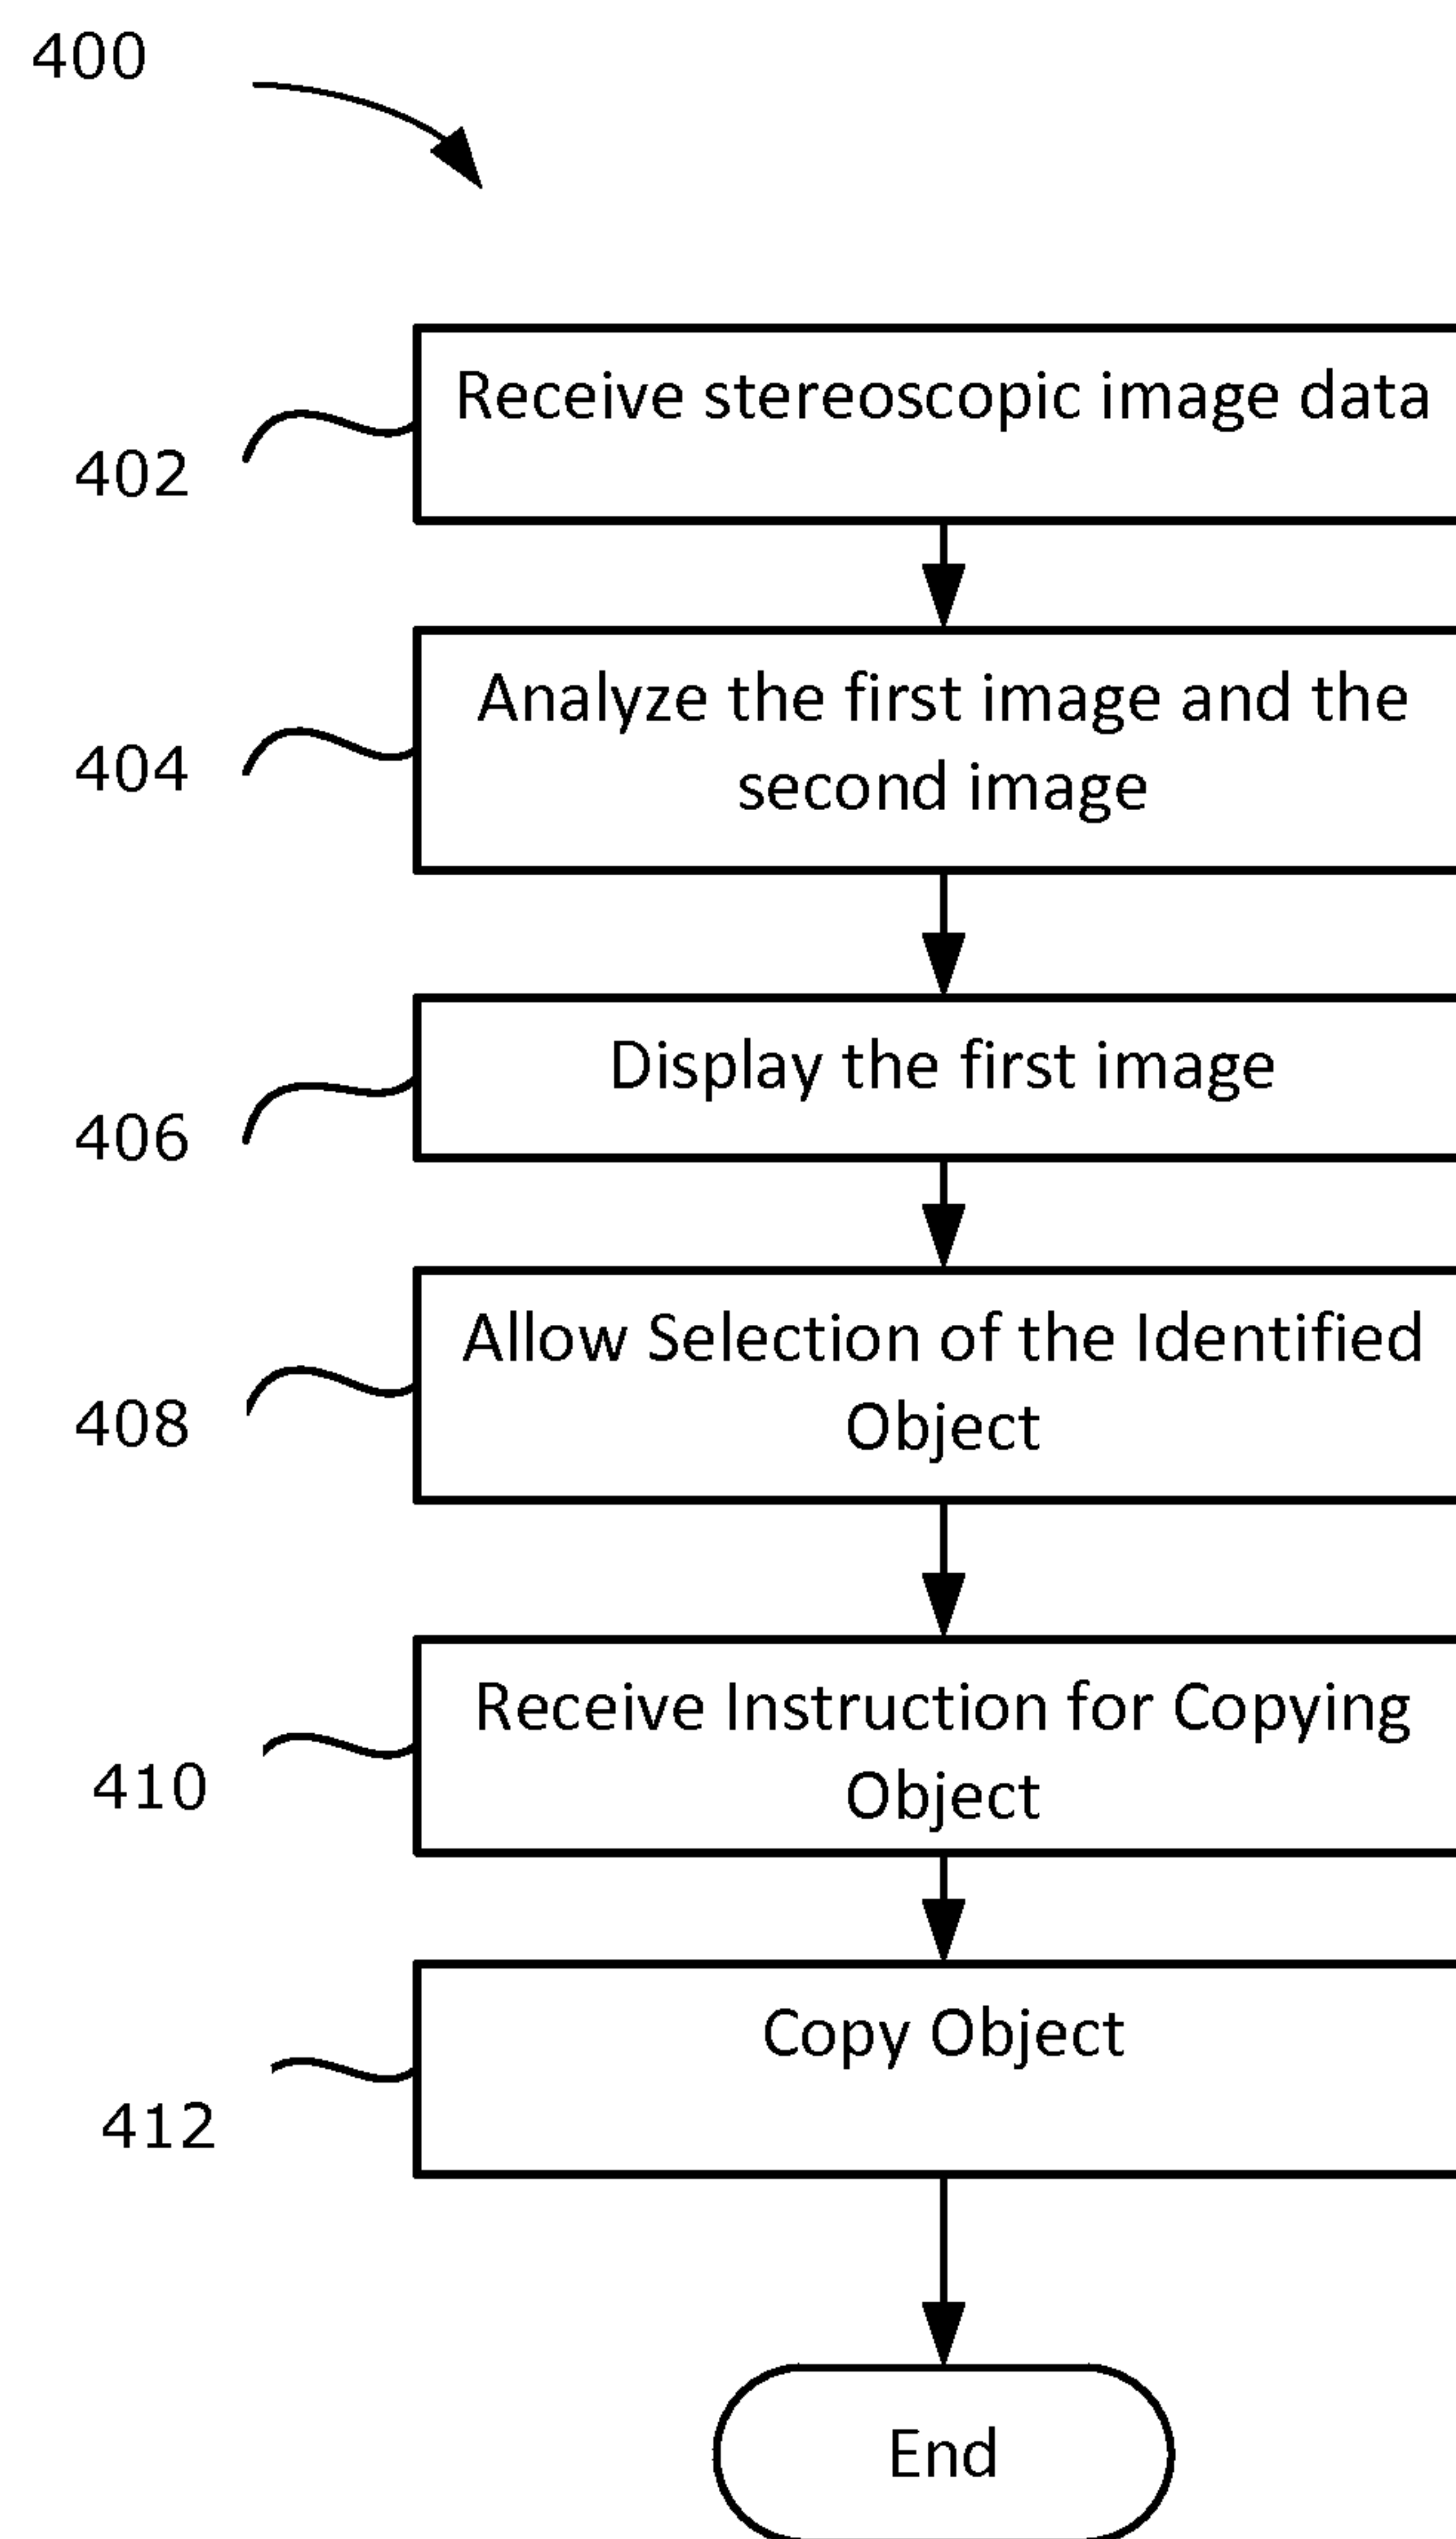 400
Receive stereoscopic image data
402
Analyze the first image and the
second image
404
Display the first image
406
Allow Selection of the Identified
Object
408
Receive Instruction for Copying
Object
410
Copy Object
412
End